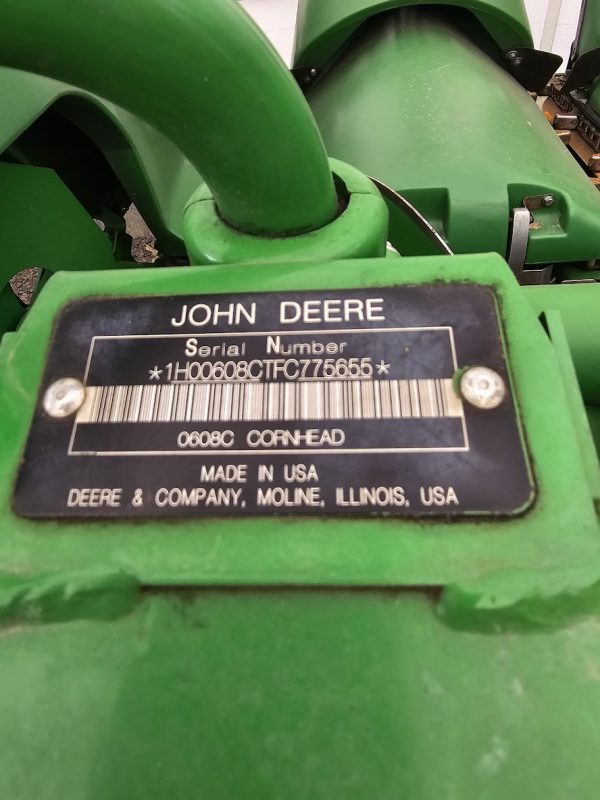 JOHN DEERE
Serial Number
*1H00608CTFC775655*
0608C CORNHEAD
MADE IN USA
DEERE & COMPANY, MOLINE, ILLINOIS, USA